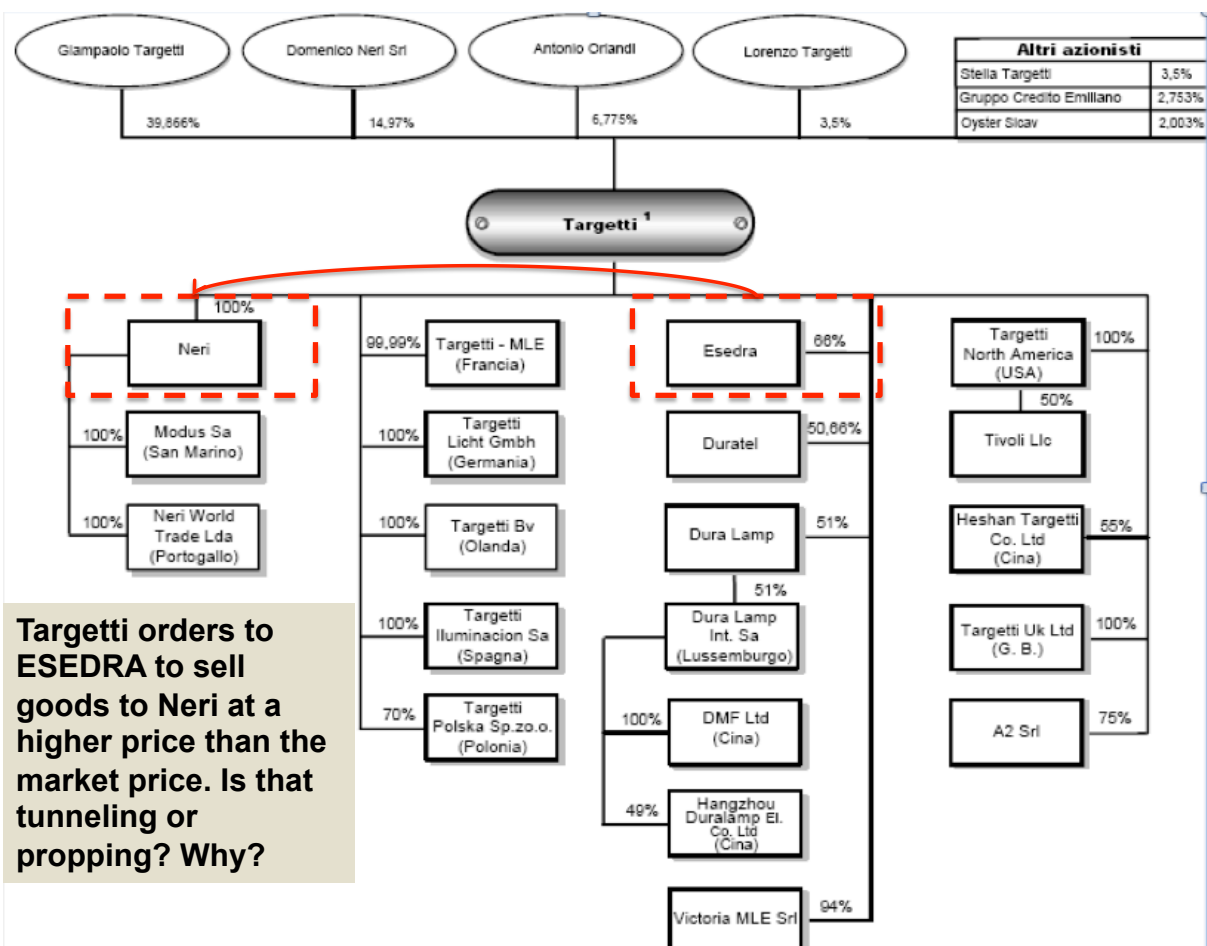 Giampaolo Targetti
Domenico Neri Srl
Antonio Orlandi
Lorenzo Targetti
Altri azionisti
Stella Targetti 3,5%
Gruppo Credito Emiliano 2,753%
Oyster Sicav 2,003%
39,866%
14,97%
6,775%
3,5%
Targetti 1
100%
Neri
100%
Modus Sa
(San Marino)
100%
Neri World
Trade Lda
(Portogallo)
99,99%
Targetti - MLE
(Francia)
100%
Targetti
Licht Gmbh
(Germania)
100%
Targetti Bv
(Olanda)
100%
Targetti
Iluminacion Sa
(Spagna)
70%
Targetti
Polska Sp.zo.o.
(Polonia)
Esedra
66%
Duratel
50,66%
Dura Lamp
51%
51%
Dura Lamp
Int. Sa
(Lussemburgo)
100%
DMF Ltd
(Cina)
49%
Hangzhou
Duralamp El.
Co. Ltd
(Cina)
Victoria MLE Srl
94%
Targetti
North America
(USA)
100%
50%
Tivoli Llc
Heshan Targetti
Co. Ltd
(Cina)
55%
Targetti Uk Ltd
(G. B.)
100%
A2 Srl
75%
Targetti orders to
ESEDRA to sell
goods to Neri at a
higher price than the
market price. Is that
tunneling or
propping? Why?